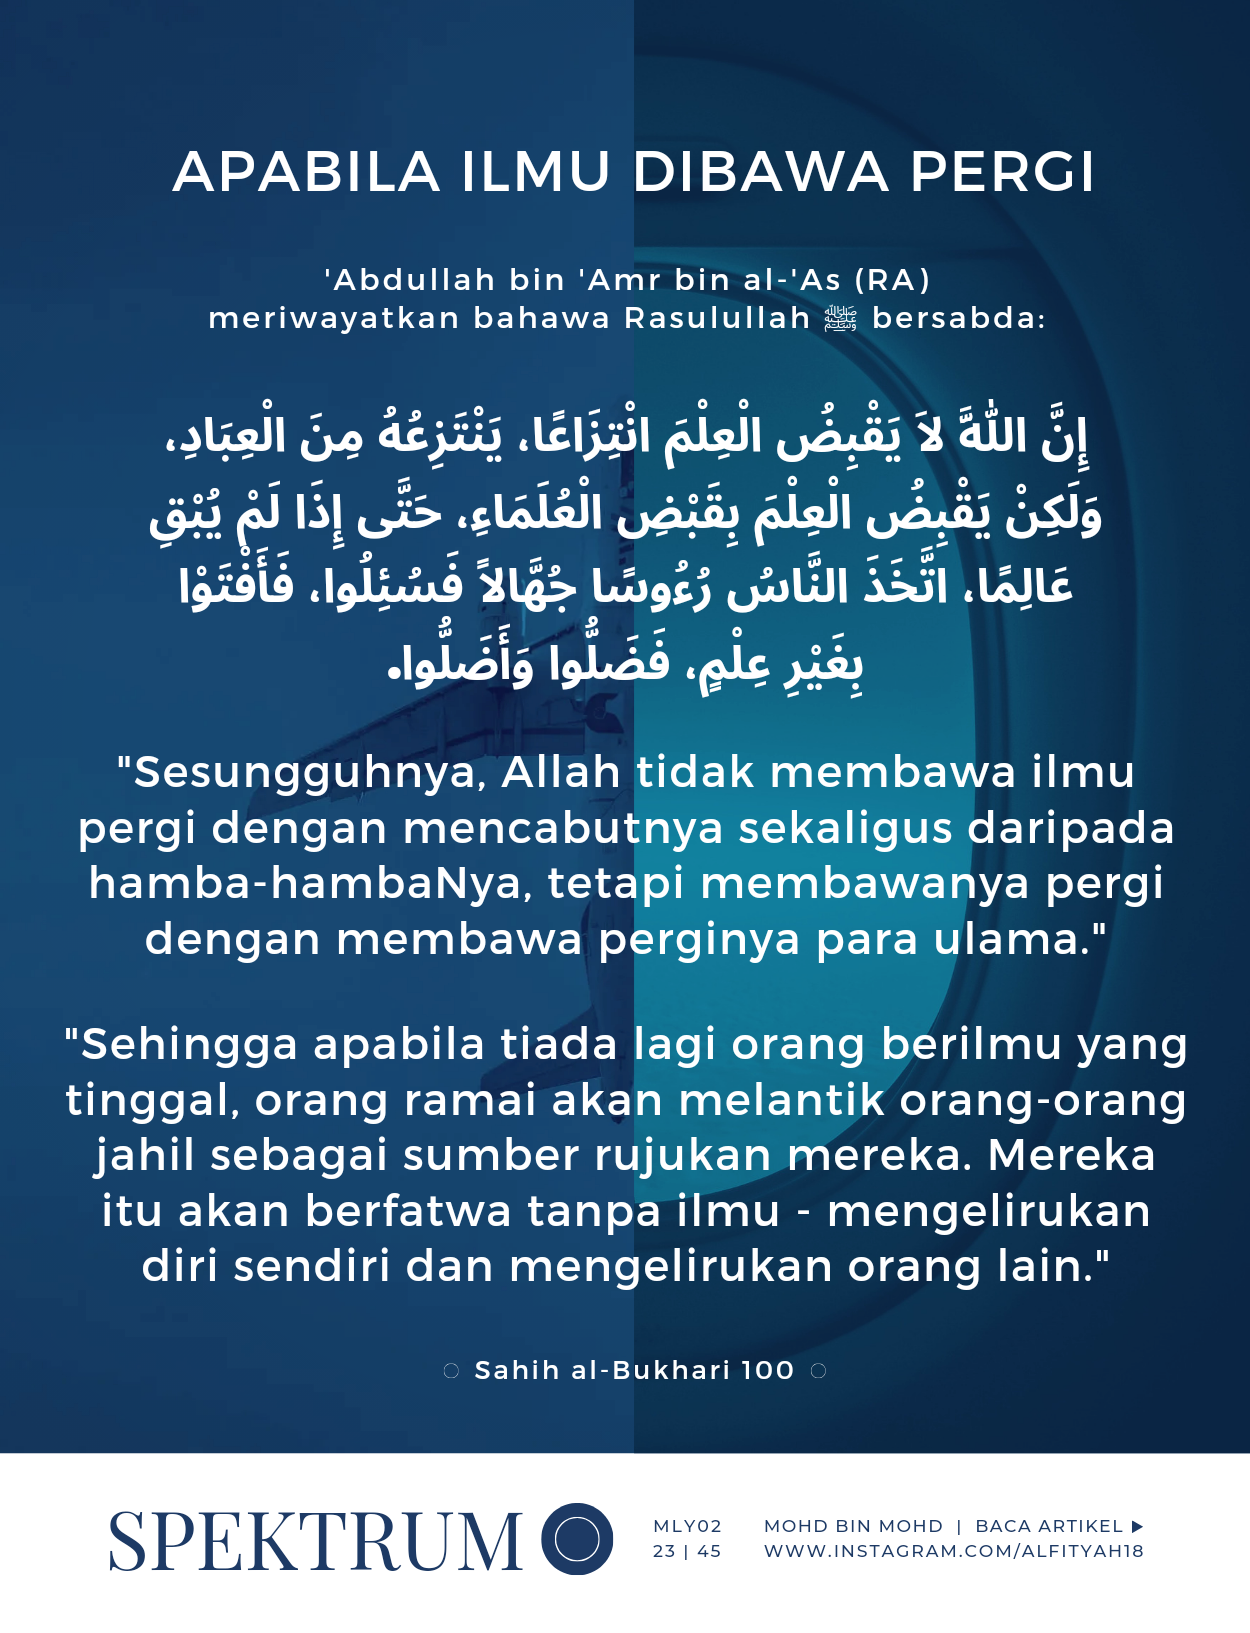 APABILA ILMU DIBAWA PERGI
'Abdullah bin 'Amr bin al-'As (RA)
meriwayatkan bahawa Rasulullah ﷺ bersabda:
إِنَّ اللَّهَ لاَ يَقْبِضُ الْعِلْمَ انْتِزَاعًا، يَنْتَزِعُهُ مِنَ الْعِبَادِ،
وَلَكِنْ يَقْبِضُ الْعِلْمَ بِقَبْضِ الْعُلَمَاءِ، حَتَّى إِذَا لَمْ يُبْقِ
عَالِمًا، اتَّخَذَ النَّاسُ رُءُوسًا جُهَّالاً فَسُئِلُوا، فَأَفْتَوْا
بِغَيْرِ عِلْمٍ، فَضَلُّوا وَأَضَلُّوا.
"Sesungguhnya, Allah tidak membawa ilmu
pergi dengan mencabutnya sekaligus daripada
hamba-hambaNya, tetapi membawanya pergi
dengan membawa perginya para ulama."
"Sehingga apabila tiada lagi orang berilmu yang
tinggal, orang ramai akan melantik orang-orang
jahil sebagai sumber rujukan mereka. Mereka
itu akan berfatwa tanpa ilmu - mengelirukan
diri sendiri dan mengelirukan orang lain."
○ Sahih al-Bukhari 100 ○
SPEKTRUM
MLY02
23 | 45
MOHD BIN MOHD | BACA ARTIKEL ▶
WWW.INSTAGRAM.COM/ALFITYAH18